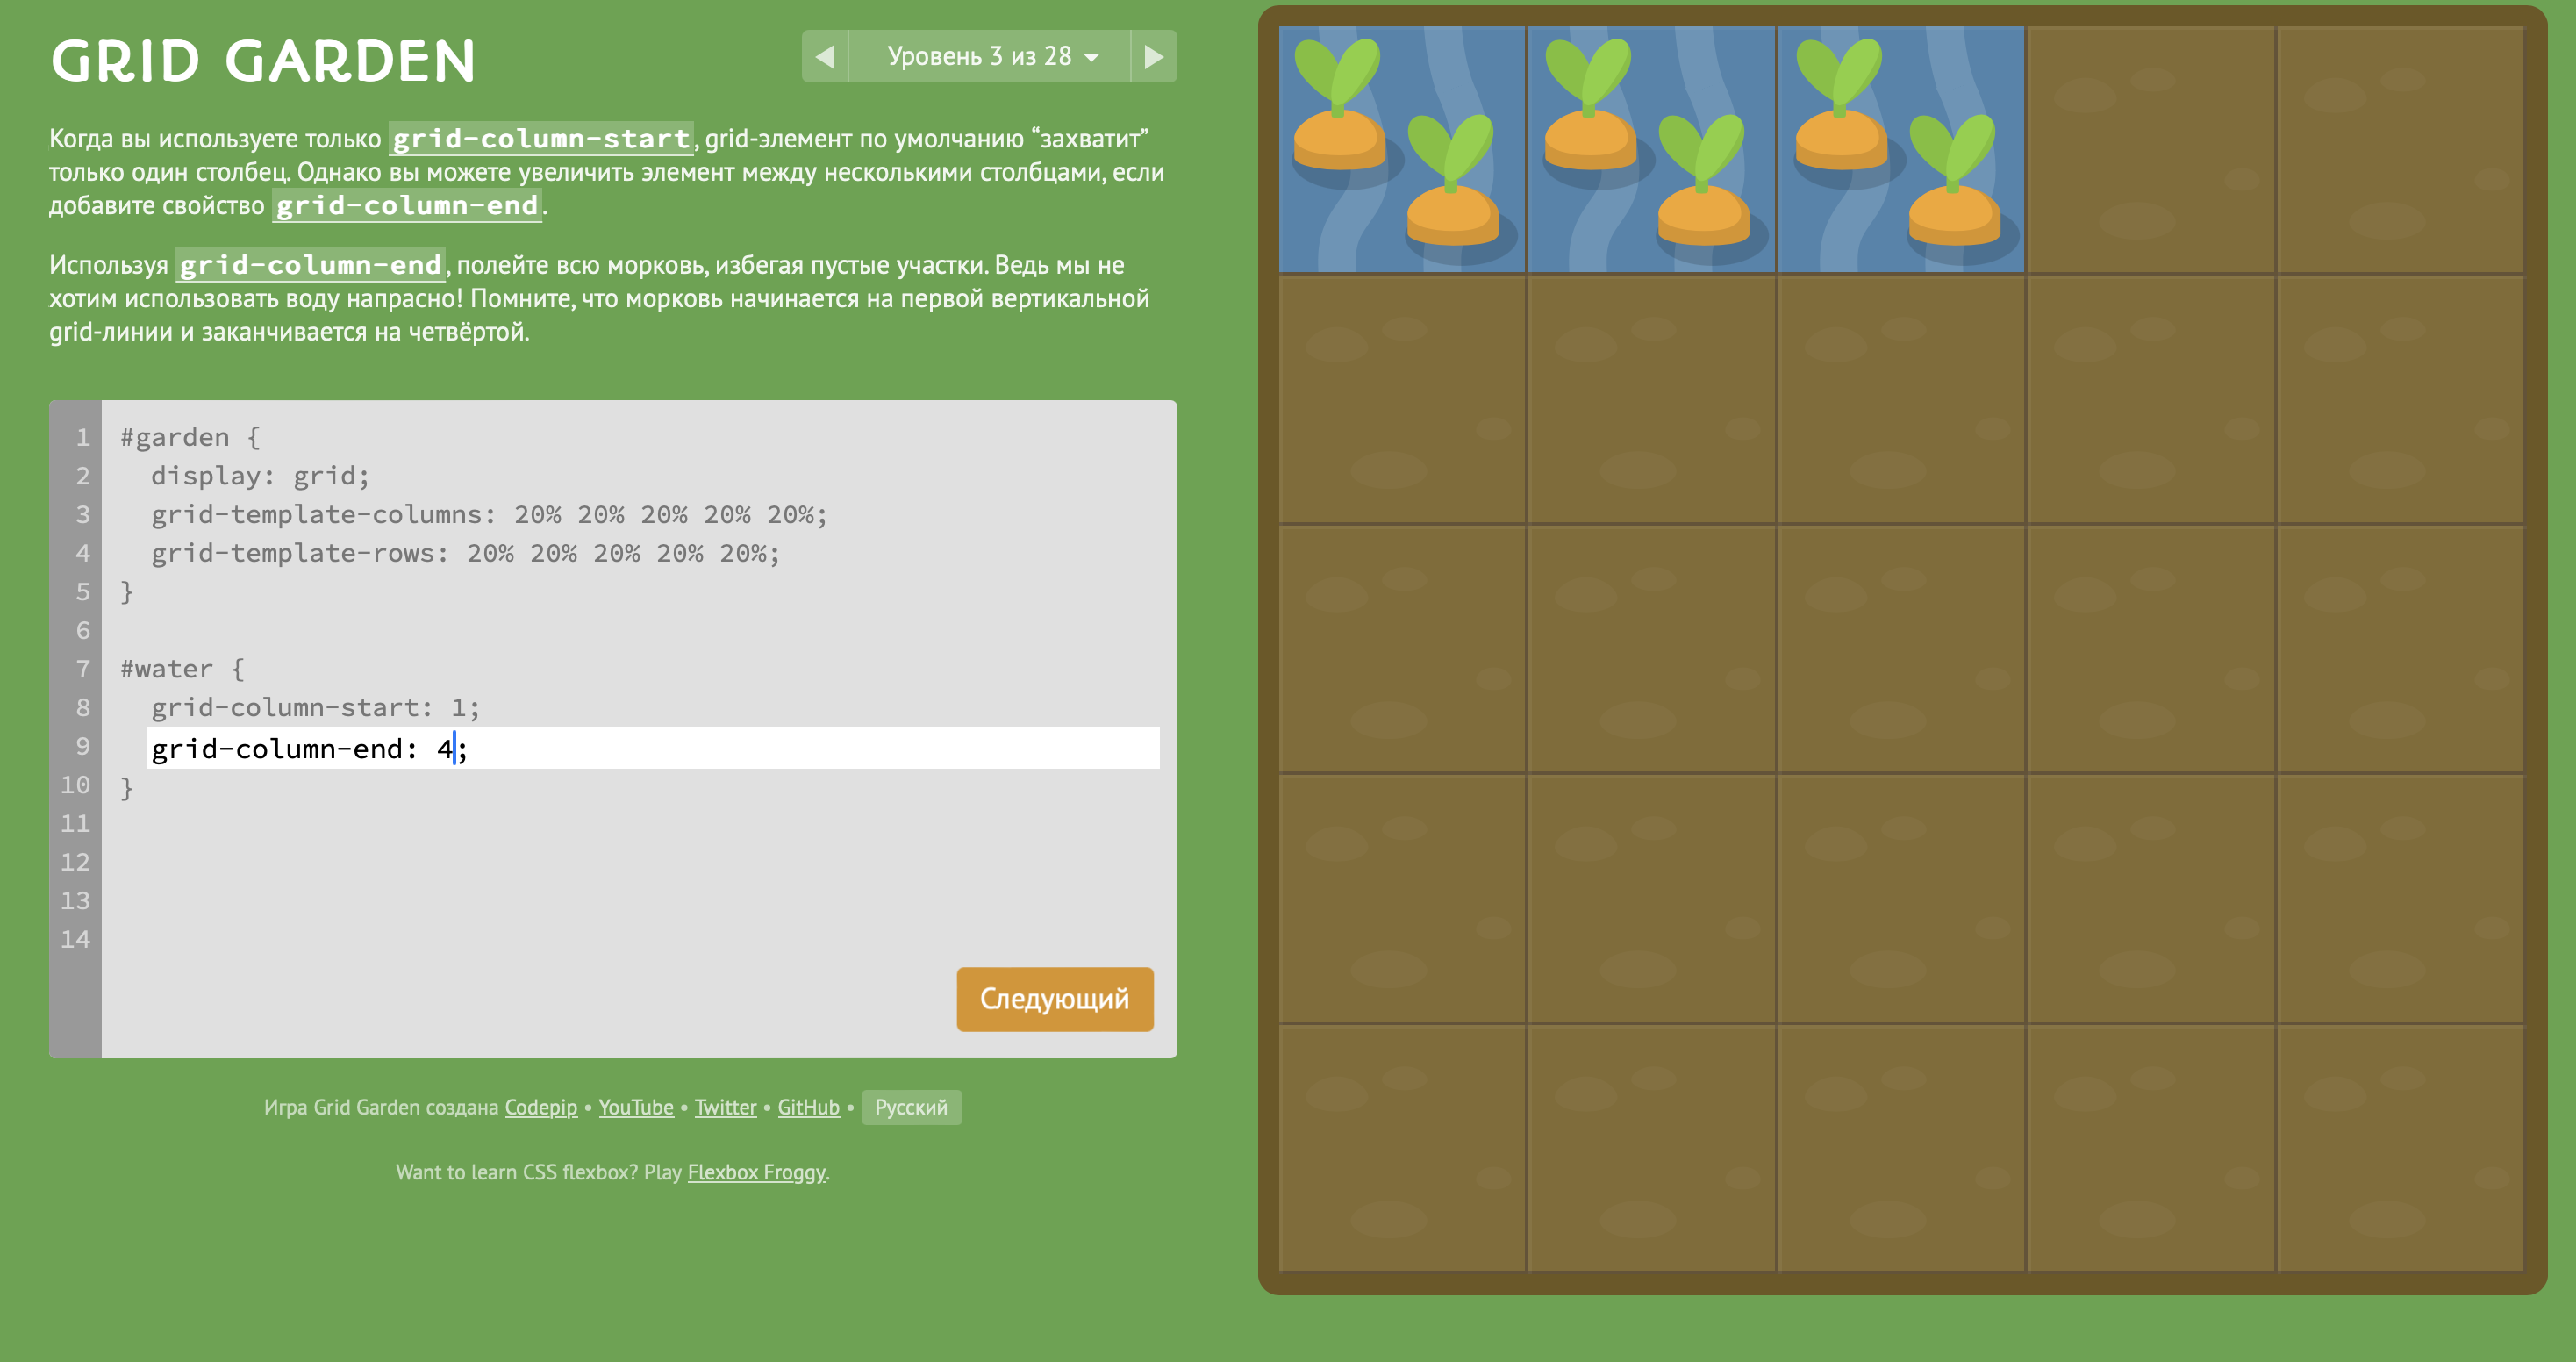 GRID GARDEN
Уровень 3 из 28
Когда вы используете только grid-column-start, grid-элемент по умолчанию “захватит”
только один столбец. Однако вы можете увеличить элемент между несколькими столбцами, если
добавите свойство grid-column-end.
Используя grid-column-end, полейте всю морковь, избегая пустые участки. Ведь мы не
хотим использовать воду напрасно! Помните, что морковь начинается на первой вертикальной
grid-линии и заканчивается на четвёртой.
1 #garden {
2 display: grid;
3 grid-template-columns: 20% 20% 20% 20% 20%;
4 grid-template-rows: 20% 20% 20% 20% 20%;
5 }
6
7 #water {
8 grid-column-start: 1;
9 grid-column-end: 4;
10 }
11
12
13
14
Следующий
Игра Grid Garden создана Codepip • YouTube • Twitter • GitHub • Русский
Want to learn CSS flexbox? Play Flexbox Froggy.